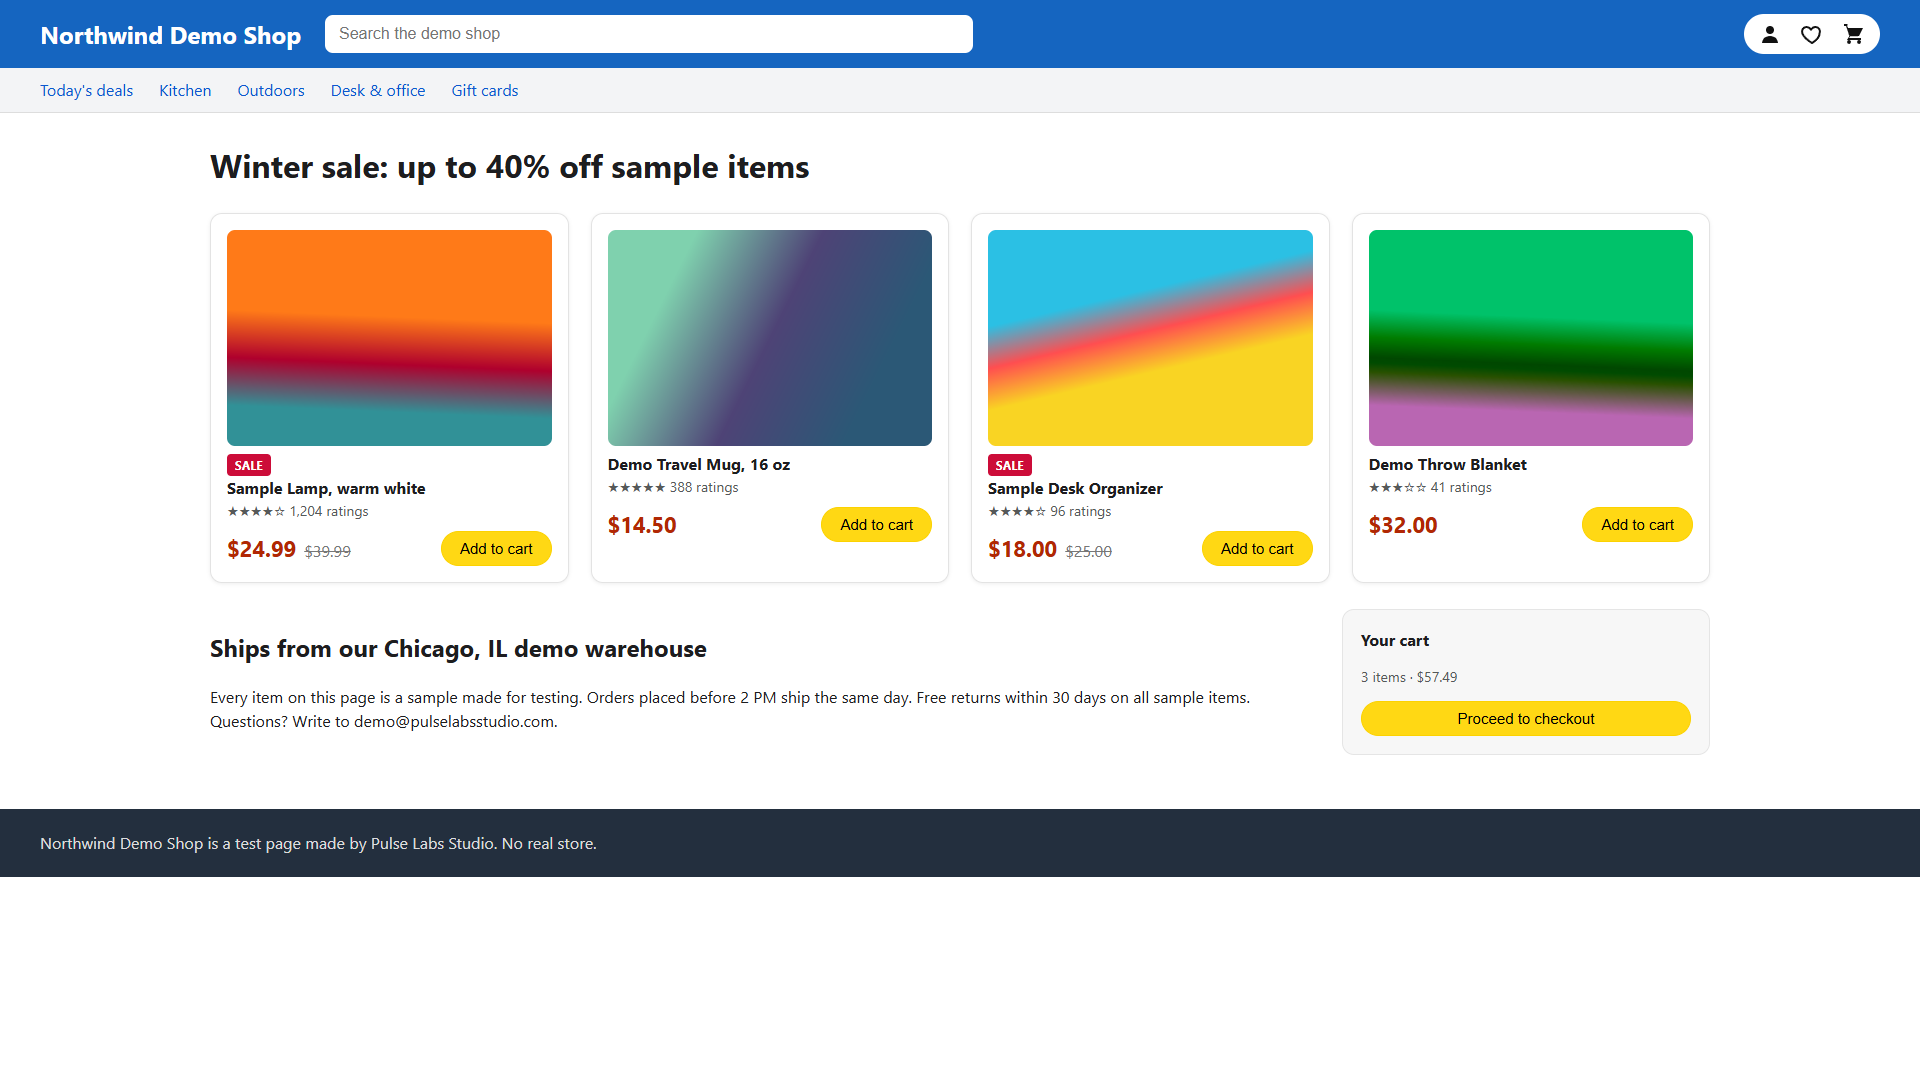 Northwind Demo Shop
Search the demo shop
Today's deals
Kitchen
Outdoors
Desk & office
Gift cards
Winter sale: up to 40% off sample items
SALE
Sample Lamp, warm white
★★★★☆ 1,204 ratings
$24.99 $39.99
Add to cart
Demo Travel Mug, 16 oz
★★★★★ 388 ratings
$14.50
Add to cart
SALE
Sample Desk Organizer
★★★★☆ 96 ratings
$18.00 $25.00
Add to cart
Demo Throw Blanket
★★★☆☆ 41 ratings
$32.00
Add to cart
Ships from our Chicago, IL demo warehouse
Every item on this page is a sample made for testing. Orders placed before 2 PM ship the same day. Free returns within 30 days on all sample items.
Questions? Write to demo@pulselabsstudio.com.
Your cart
3 items · $57.49
Proceed to checkout
Northwind Demo Shop is a test page made by Pulse Labs Studio. No real store.